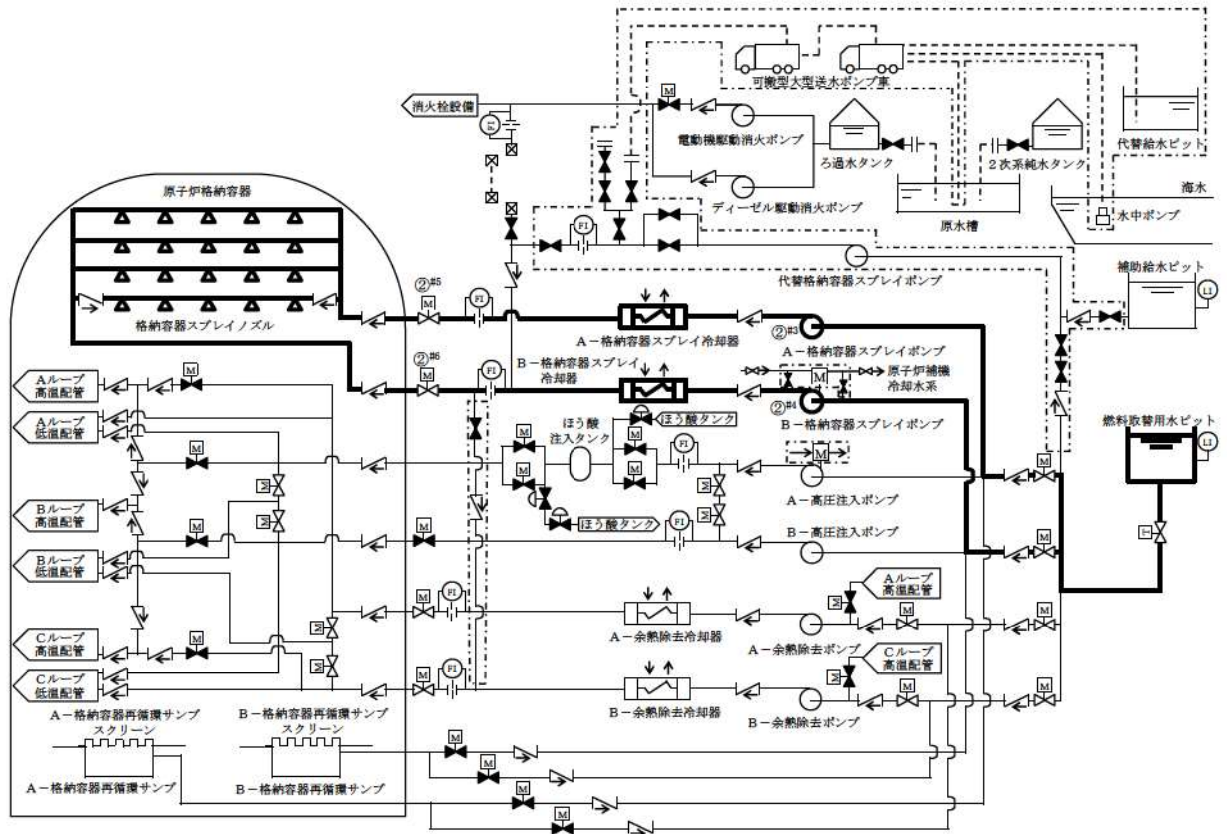 可搬型大型送水ポンプ車
消火栓設備
M
FI
電動機駆動消火ポンプ
ろ過水タンク
2次系純水タンク
代替給水ピット
海水
ディーゼル駆動消火ポンプ
原水槽
水中ポンプ
原子炉格納容器
FI
代替格納容器スプレイポンプ
補助給水ピット
LI
②#5
M
FI
格納容器スプレイノズル
A-格納容器スプレイ冷却器
②#3
A-格納容器スプレイポンプ
②#6
M
FI
B-格納容器スプレイ
冷却器
M
原子炉補機
冷却水系
②#4
B-格納容器スプレイポンプ
燃料取替用水ピット
LI
Aループ
高温配管
M
Aループ
低温配管
ほう酸
注入タンク
ほう酸タンク
M
M
M
M
M
FI
M
M
M
A-高圧注入ポンプ
M
M
T
Bループ
高温配管
M
M
M
ほう酸タンク
FI
M
B-高圧注入ポンプ
M
Bループ
低温配管
Aループ
高温配管
M
FI
M
M
M
M
A-余熱除去冷却器
A-余熱除去ポンプ
Cループ
高温配管
M
M
Cループ
高温配管
Cループ
低温配管
M
FI
M
M
M
B-余熱除去冷却器
B-余熱除去ポンプ
A-格納容器再循環サンプ
スクリーン
B-格納容器再循環サンプ
スクリーン
M
M
A-格納容器再循環サンプ
B-格納容器再循環サンプ
M
M